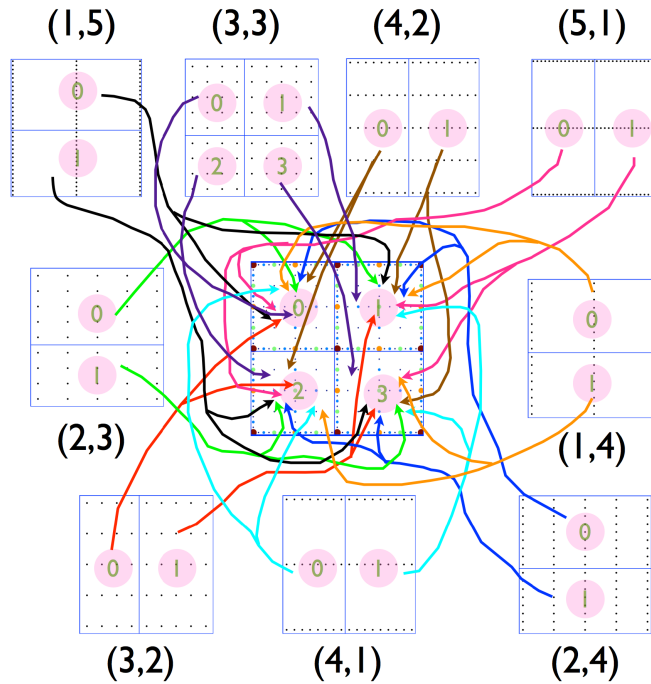 (1,5) (3,3) (4,2) (5,1)
0 0 1 0 1 0 1
1 2 3
0 0 1 0
1 2 3 1
(2,3) (1,4)
0 1 0 1 0
1
(3,2) (4,1) (2,4)